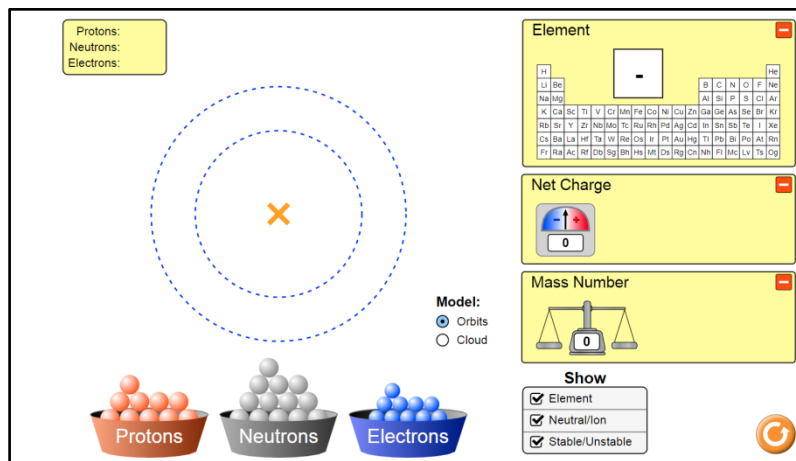 Protons:
Neutrons:
Electrons:
Element
-
H He
Li Be B C N O F Ne
Na Mg Al Si P S Cl Ar
K Ca Sc Ti V Cr Mn Fe Co Ni Cu Zn Ga Ge As Se Br Kr
Rb Sr Y Zr Nb Mo Tc Ru Rh Pd Ag Cd In Sn Sb Te I Xe
Cs Ba La Hf Ta W Re Os Ir Pt Au Hg Tl Pb Bi Po At Rn
Fr Ra Ac Rf Db Sg Bh Hs Mt Ds Rg Cn Nh Fl Mc Lv Ts Og
Net Charge
- +
0
Mass Number
0
Model:
Orbits
Cloud
Protons
Neutrons
Electrons
Show
Element
Neutral/Ion
Stable/Unstable